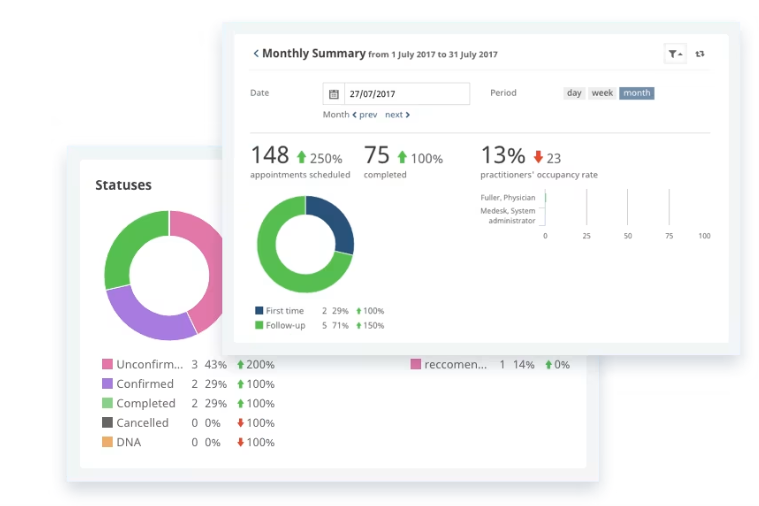 Monthly Summary from 1 July 2017 to 31 July 2017
Date 27/07/2017 Period day week month
Month prev next
148 250% 75 100% 13% 23
appointments scheduled completed practitioners' occupancy rate
Fuller, Physician
Medesk, System
administrator
0 25 50 75 100
First time 2 29% 100%
Follow-up 5 71% 150%
Statuses
Unconfirm... 3 43% 200%
Confirmed 2 29% 100%
Completed 2 29% 100%
Cancelled 0 0% 100%
DNA 0 0% 100%
reccomen... 1 14% 0%